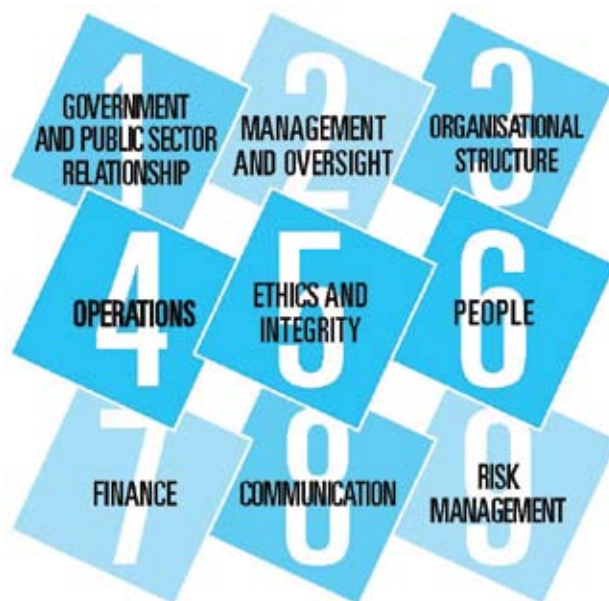 1
GOVERNMENT
AND PUBLIC SECTOR
RELATIONSHIP
2
MANAGEMENT
AND OVERSIGHT
3
ORGANISATIONAL
STRUCTURE
4
OPERATIONS
5
ETHICS AND
INTEGRITY
6
PEOPLE
7
FINANCE
8
COMMUNICATION
9
RISK
MANAGEMENT